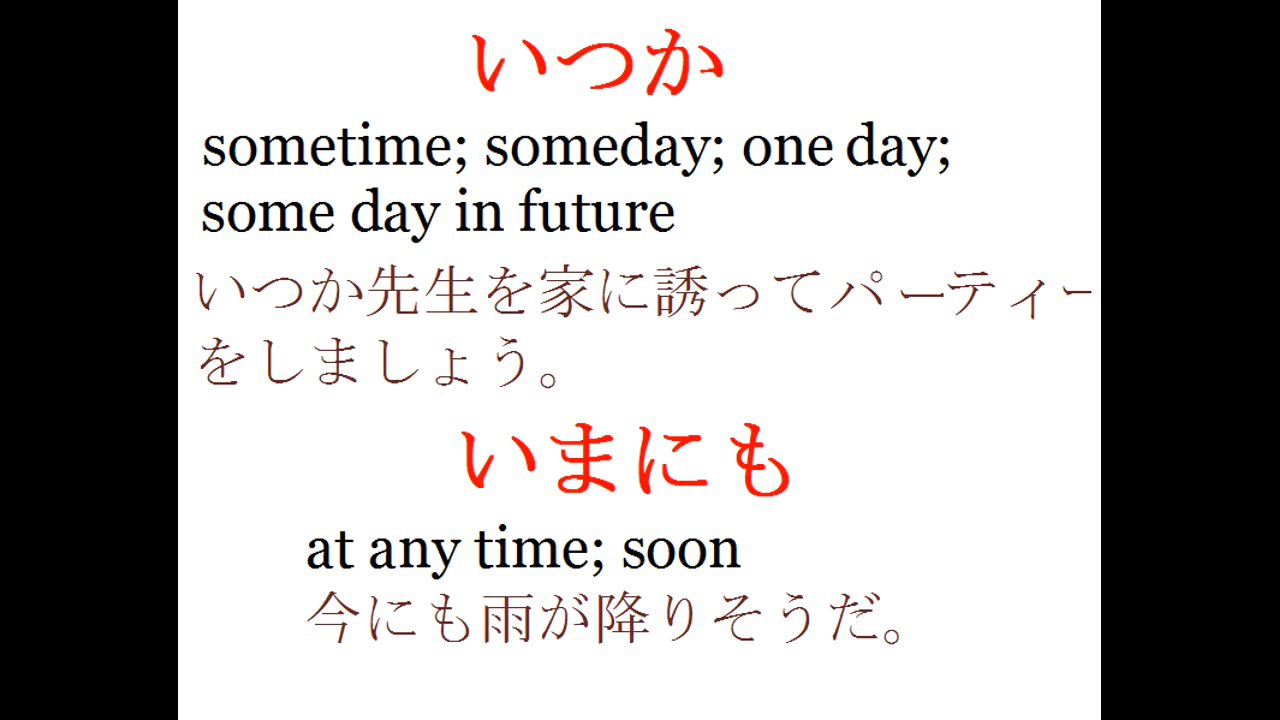 いつか
sometime; someday; one day;
some day in future
いつか先生を家に誘ってパーティー
をしましょう。
いまにも
at any time; soon
今にも雨が降りそうだ。